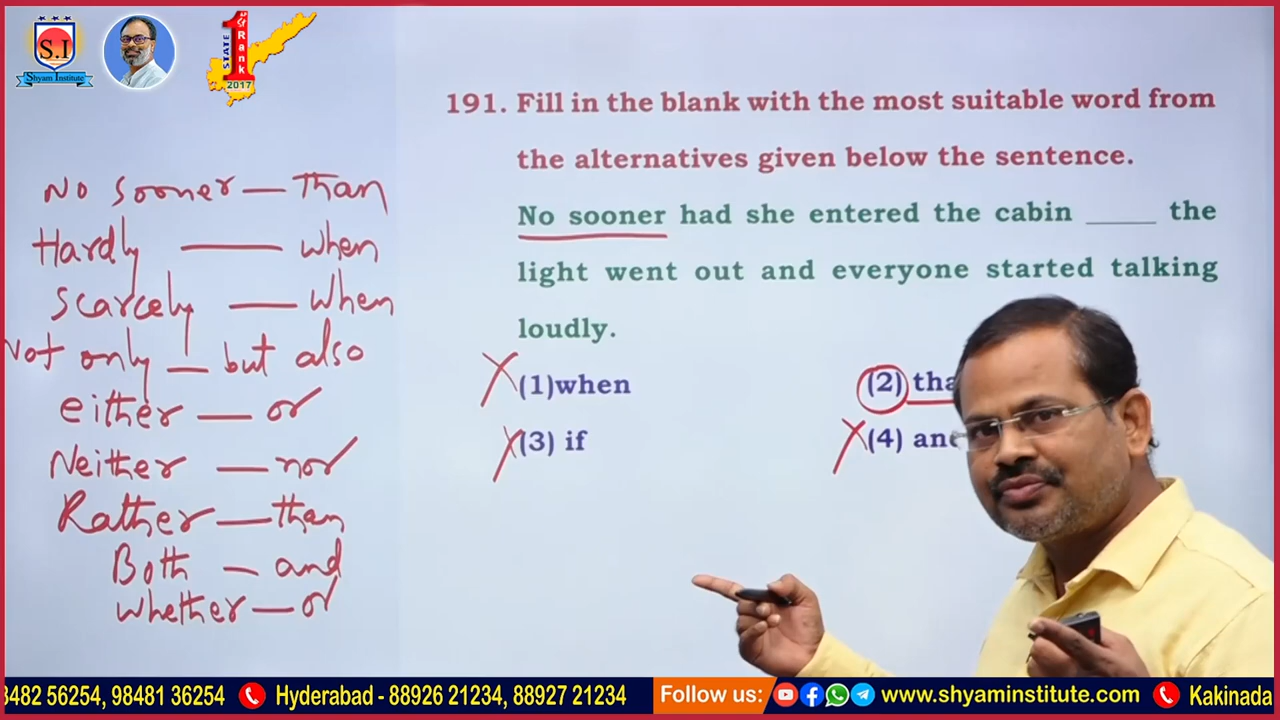 S.I
Shyam Institute
STATE
1
Rank
2017
No sooner — Than
Hardly — when
Scarcely — when
Not only — but also
either — or
Neither — nor
Rather — than
Both — and
whether — or
191. Fill in the blank with the most suitable word from
the alternatives given below the sentence.
No sooner had she entered the cabin _____ the
light went out and everyone started talking
loudly.
(1)when
(2) tha
(3) if
(4) an
8482 56254, 98481 36254 Hyderabad - 88926 21234, 88927 21234 Follow us: www.shyaminstitute.com Kakinada